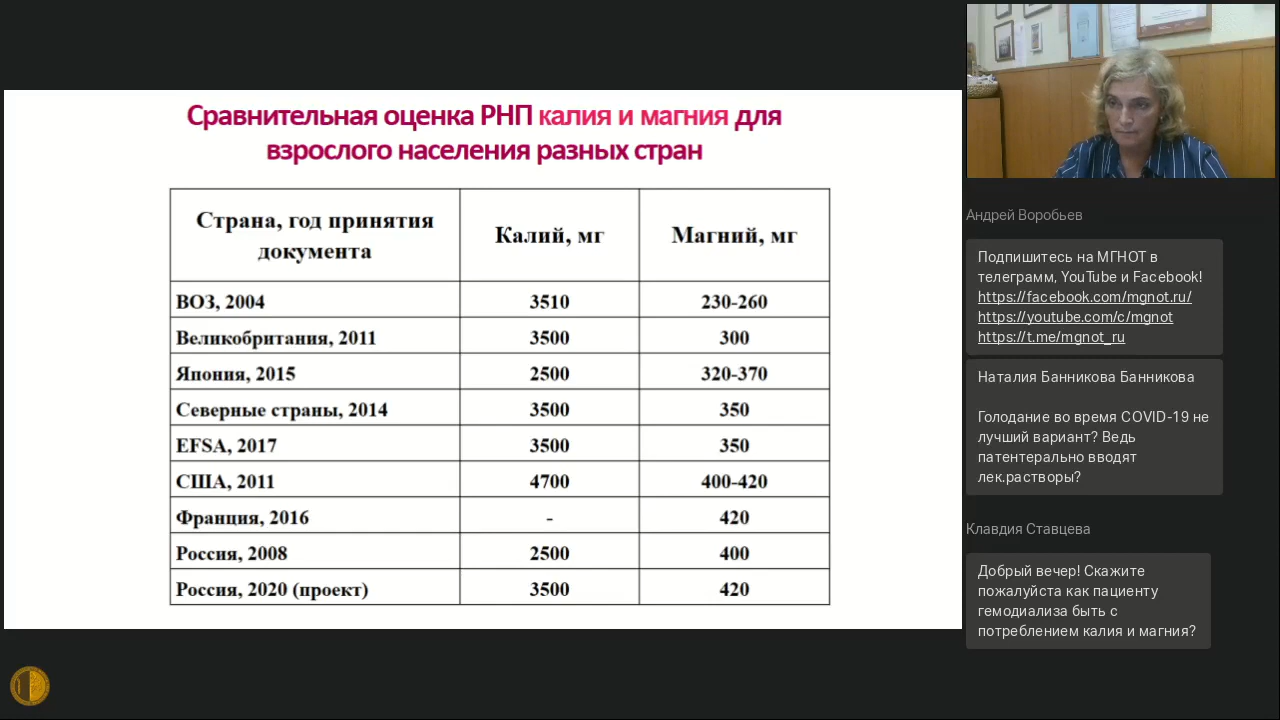 Сравнительная оценка РНП калия и магния для
взрослого населения разных стран
Страна, год принятия документа Калий, мг Магний, мг
ВОЗ, 2004 3510 230-260
Великобритания, 2011 3500 300
Япония, 2015 2500 320-370
Северные страны, 2014 3500 350
EFSA, 2017 3500 350
США, 2011 4700 400-420
Франция, 2016 - 420
Россия, 2008 2500 400
Россия, 2020 (проект) 3500 420
Андрей Воробьев
Подпишитесь на МГНОТ в
телеграмм, YouTube и Facebook!
https://facebook.com/mgnot.ru/
https://youtube.com/c/mgnot
https://t.me/mgnot_ru
Наталия Банникова Банникова
Голодание во время COVID-19 не
лучший вариант? Ведь
патентерально вводят
лек.растворы?
Клавдия Ставцева
Добрый вечер! Скажите
пожалуйста как пациенту
гемодиализа быть с
потреблением калия и магния?